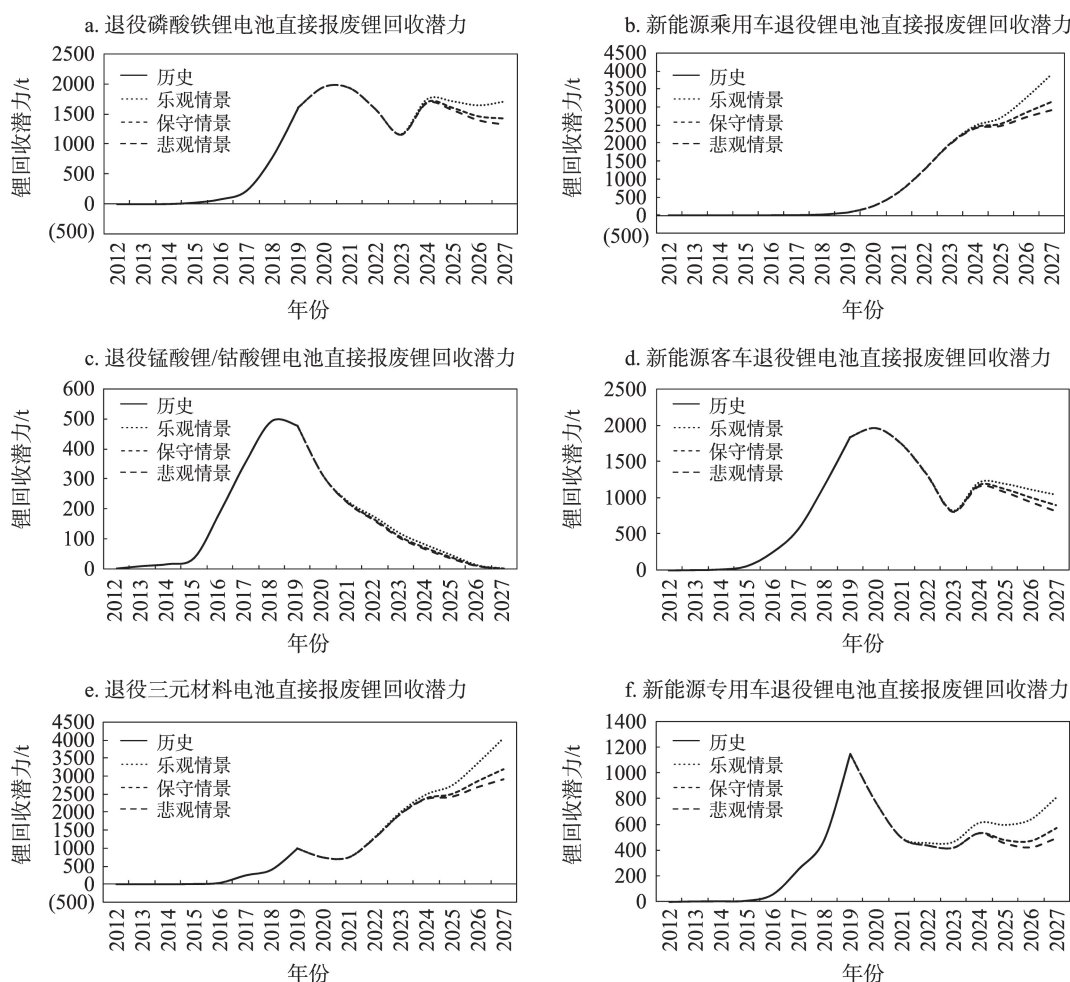 a. 退役磷酸铁锂电池直接报废锂回收潜力
锂回收潜力/t
2500
2000
1500
1000
500
0
(500)
历史
乐观情景
保守情景
悲观情景
2012 2013 2014 2015 2016 2017 2018 2019 2020 2021 2022 2023 2024 2025 2026 2027
年份
b. 新能源乘用车退役锂电池直接报废锂回收潜力
锂回收潜力/t
4500
4000
3500
3000
2500
2000
1500
1000
500
0
(500)
历史
乐观情景
保守情景
悲观情景
2012 2013 2014 2015 2016 2017 2018 2019 2020 2021 2022 2023 2024 2025 2026 2027
年份
c. 退役锰酸锂/钴酸锂电池直接报废锂回收潜力
锂回收潜力/t
600
500
400
300
200
100
0
历史
乐观情景
保守情景
悲观情景
2012 2013 2014 2015 2016 2017 2018 2019 2020 2021 2022 2023 2024 2025 2026 2027
年份
d. 新能源客车退役锂电池直接报废锂回收潜力
锂回收潜力/t
2500
2000
1500
1000
500
0
历史
乐观情景
保守情景
悲观情景
2012 2013 2014 2015 2016 2017 2018 2019 2020 2021 2022 2023 2024 2025 2026 2027
年份
e. 退役三元材料电池直接报废锂回收潜力
锂回收潜力/t
4500
4000
3500
3000
2500
2000
1500
1000
500
0
(500)
历史
乐观情景
保守情景
悲观情景
2012 2013 2014 2015 2016 2017 2018 2019 2020 2021 2022 2023 2024 2025 2026 2027
年份
f. 新能源专用车退役锂电池直接报废锂回收潜力
锂回收潜力/t
1400
1200
1000
800
600
400
200
0
历史
乐观情景
保守情景
悲观情景
2012 2013 2014 2015 2016 2017 2018 2019 2020 2021 2022 2023 2024 2025 2026 2027
年份